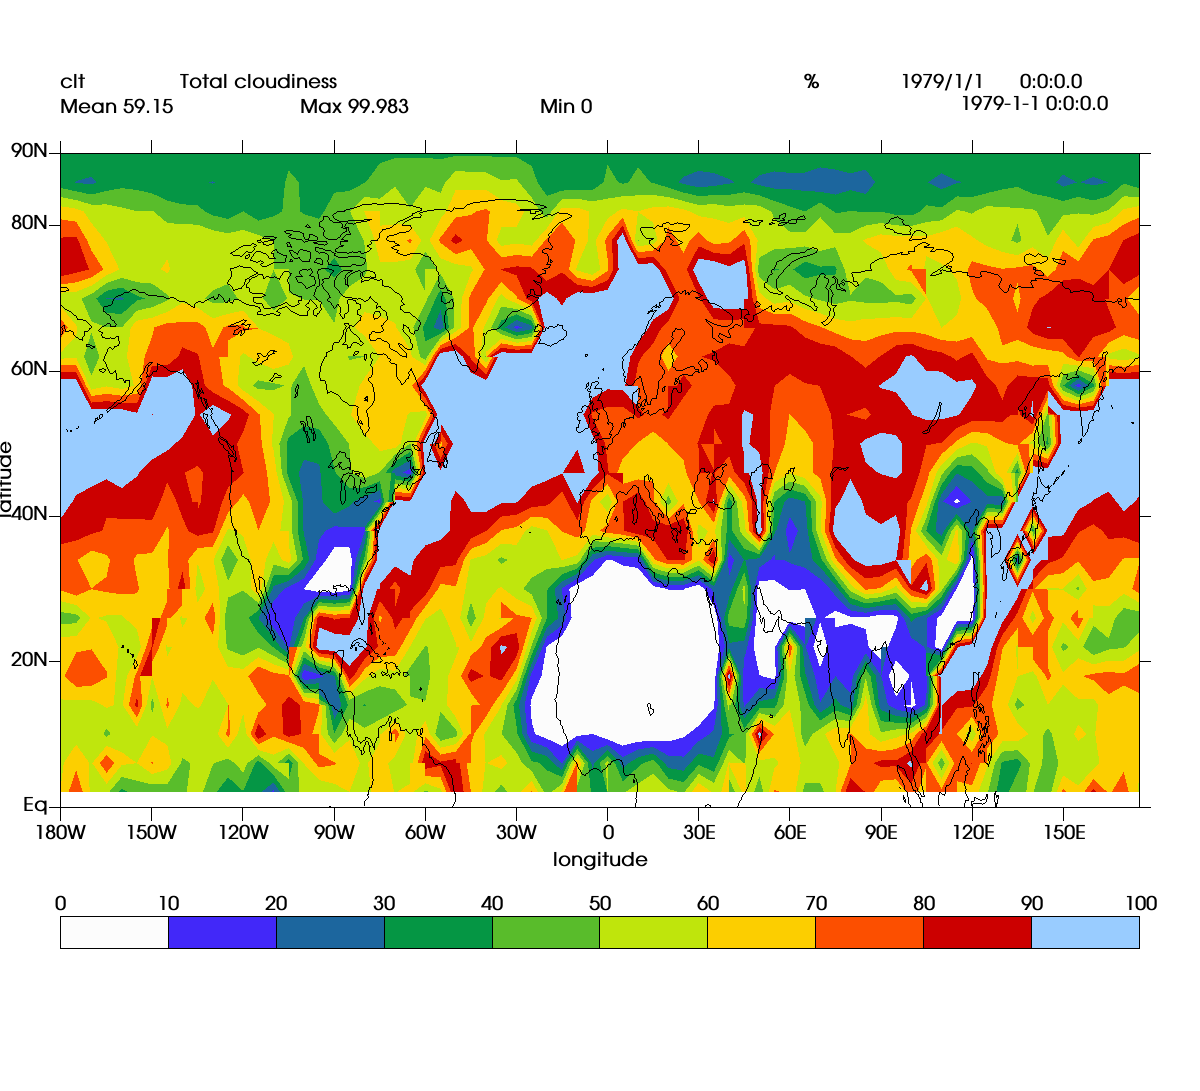 clt Total cloudiness % 1979/1/1 0:0:0.0
Mean 59.15 Max 99.983 Min 0 1979-1-1 0:0:0.0
90N
80N
60N
40N
20N
Eq
latitude
180W 150W 120W 90W 60W 30W 0 30E 60E 90E 120E 150E
longitude
0 10 20 30 40 50 60 70 80 90 100